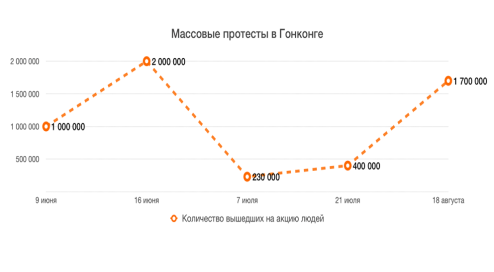 Массовые протесты в Гонконге
2 000 000
2 000 000
1 700 000
1 500 000
1 000 000
1 000 000
500 000
400 000
230 000
9 июня
16 июня
7 июля
21 июля
18 августа
Количество вышедших на акцию людей